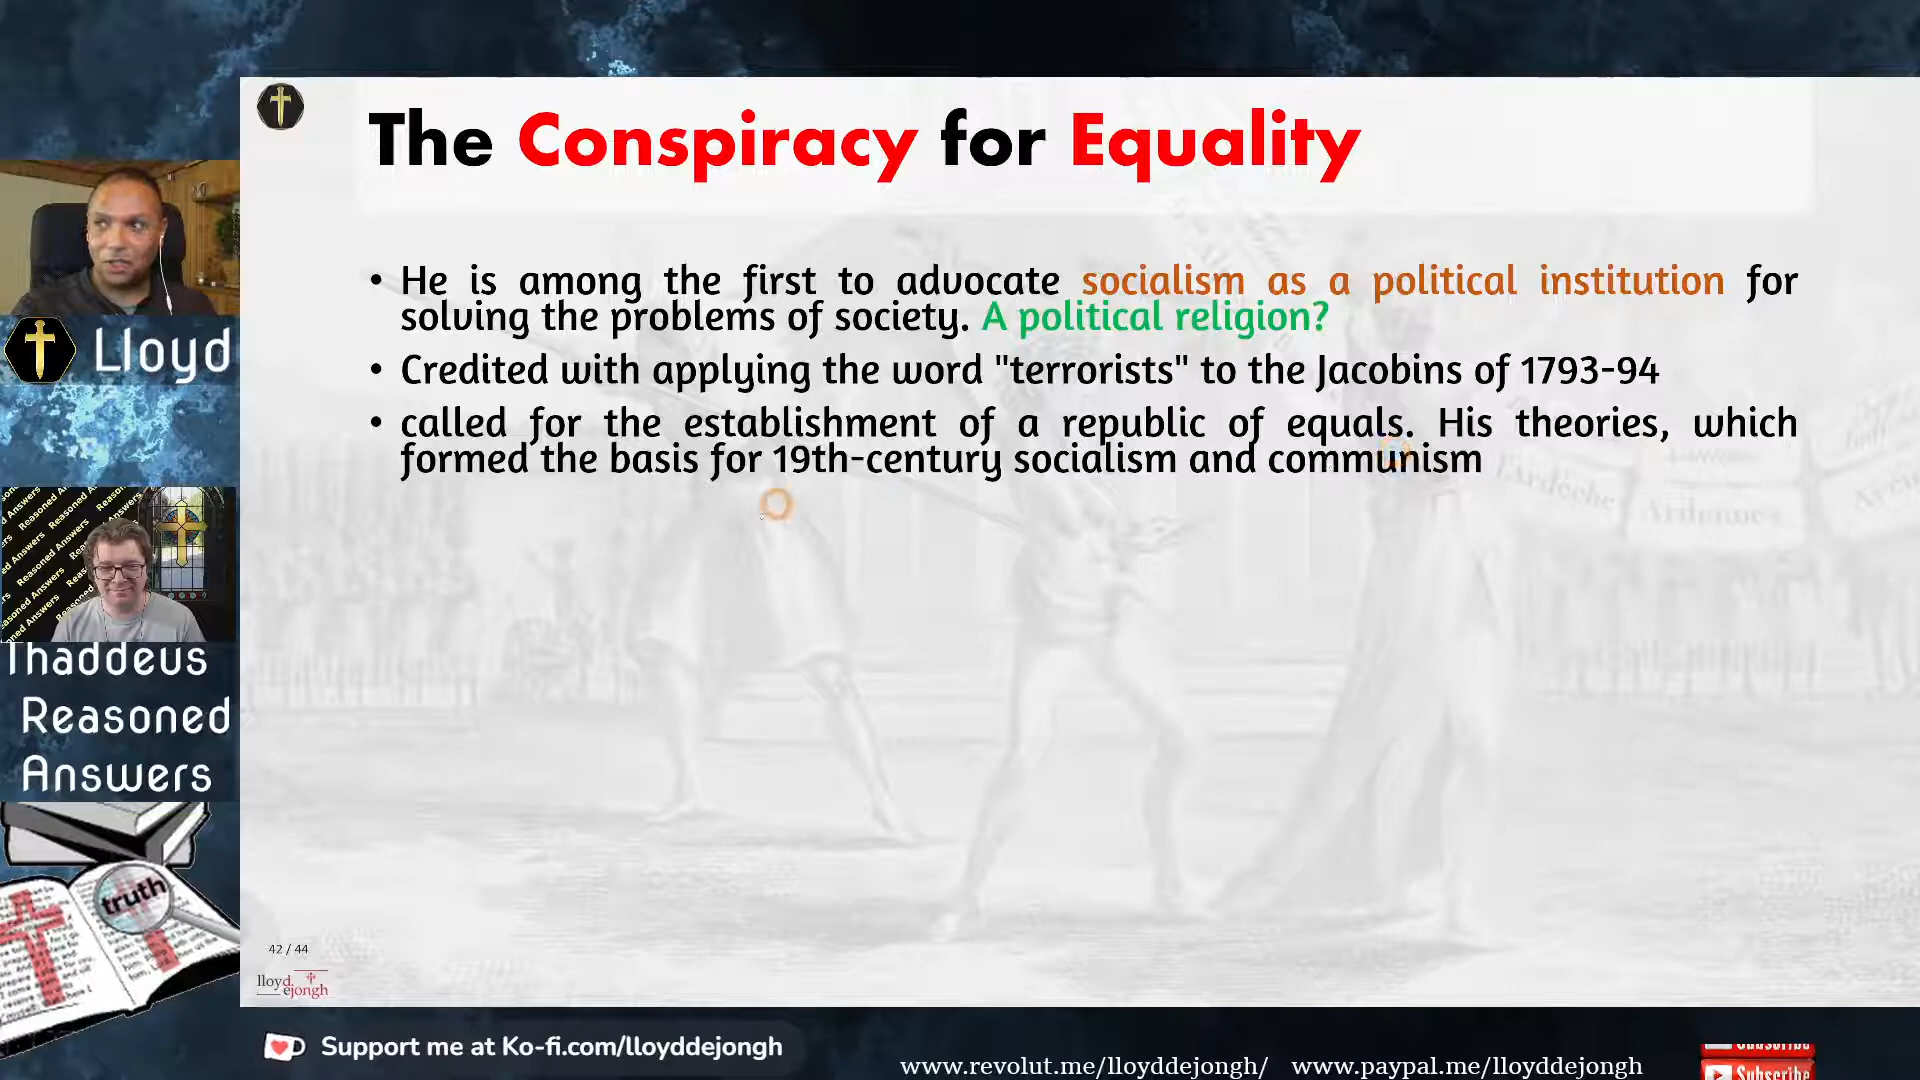 The Conspiracy for Equality
• He is among the first to advocate socialism as a political institution for
solving the problems of society. A political religion?
• Credited with applying the word "terrorists" to the Jacobins of 1793-94
• called for the establishment of a republic of equals. His theories, which
formed the basis for 19th-century socialism and communism
Lloyd
Thaddeus
Reasoned
Answers
truth
l'Ardèche
42 / 44
lloyd
dejongh
Support me at Ko-fi.com/lloyddejongh
www.revolut.me/lloyddejongh/ www.paypal.me/lloyddejongh
Subscribe
Subscribe